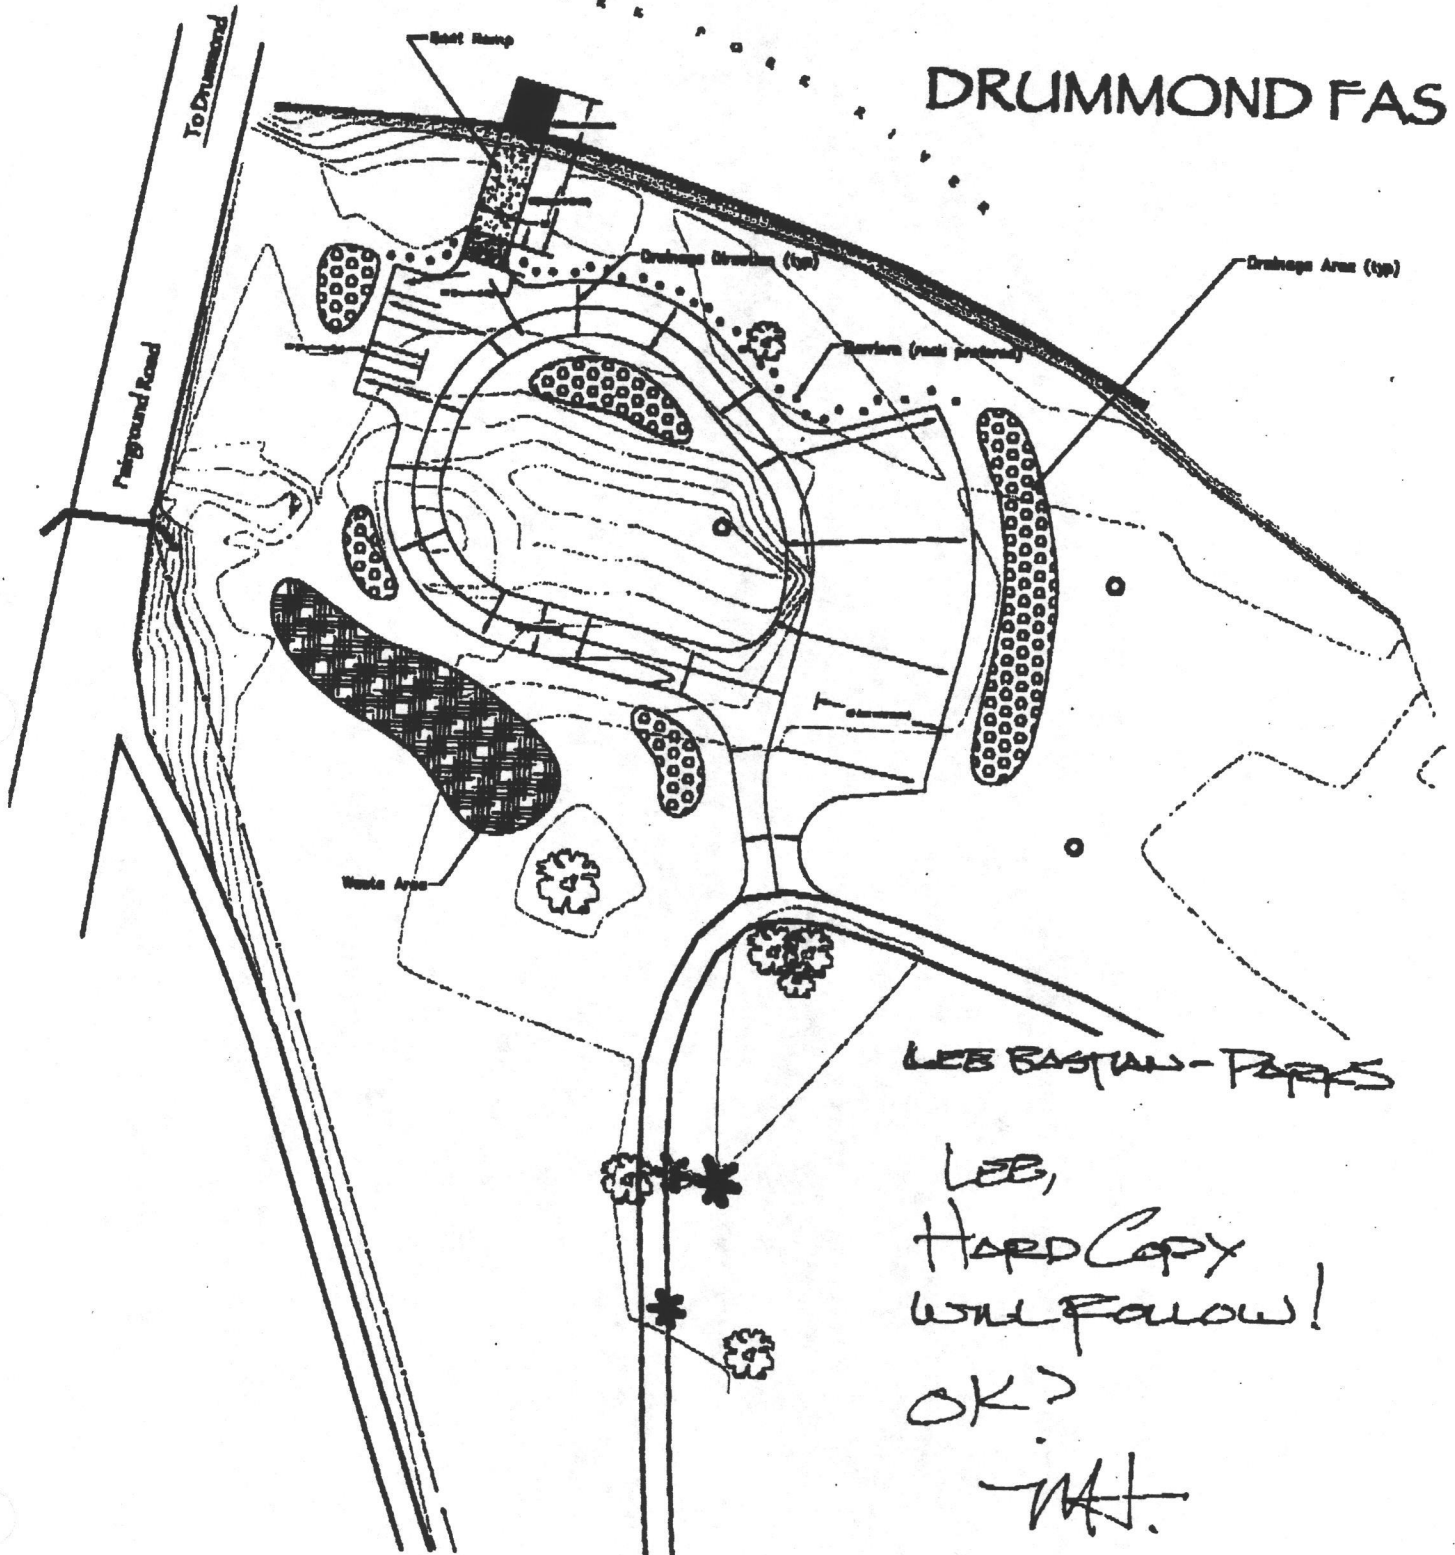 DRUMMOND FAS
To Drummond
Boat Ramp
Drainage Direction (typ)
Drainage Area (typ)
Barriers (rock prefered)
Fairground Road
Waste Area
LEE BASTIAN - PARKS
LEE,
HARD COPY
WILL FOLLOW!
OK?